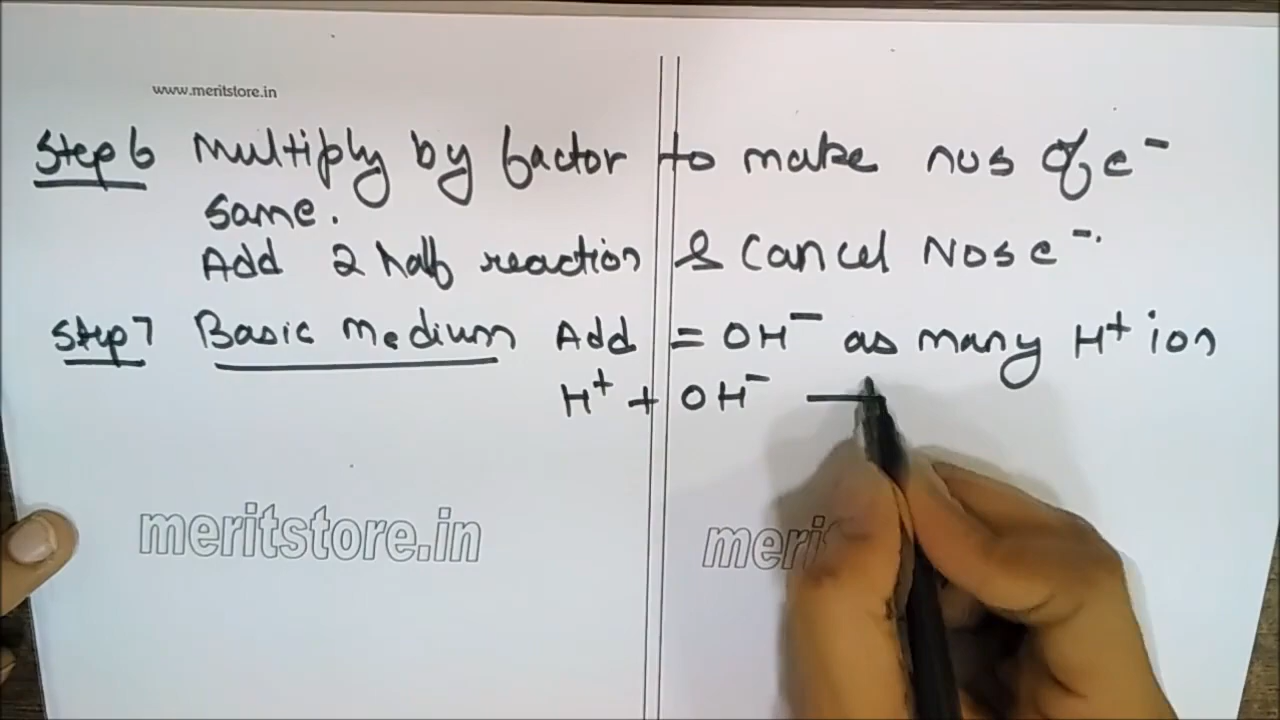 www.meritstore.in
Step 6 Multiply by factor to make nos of e⁻
same.
Add 2 half reaction & Cancel Nos e⁻.
Step 7 Basic Medium Add = OH⁻ as many H⁺ ion
H⁺ + OH⁻ —
meritstore.in meri